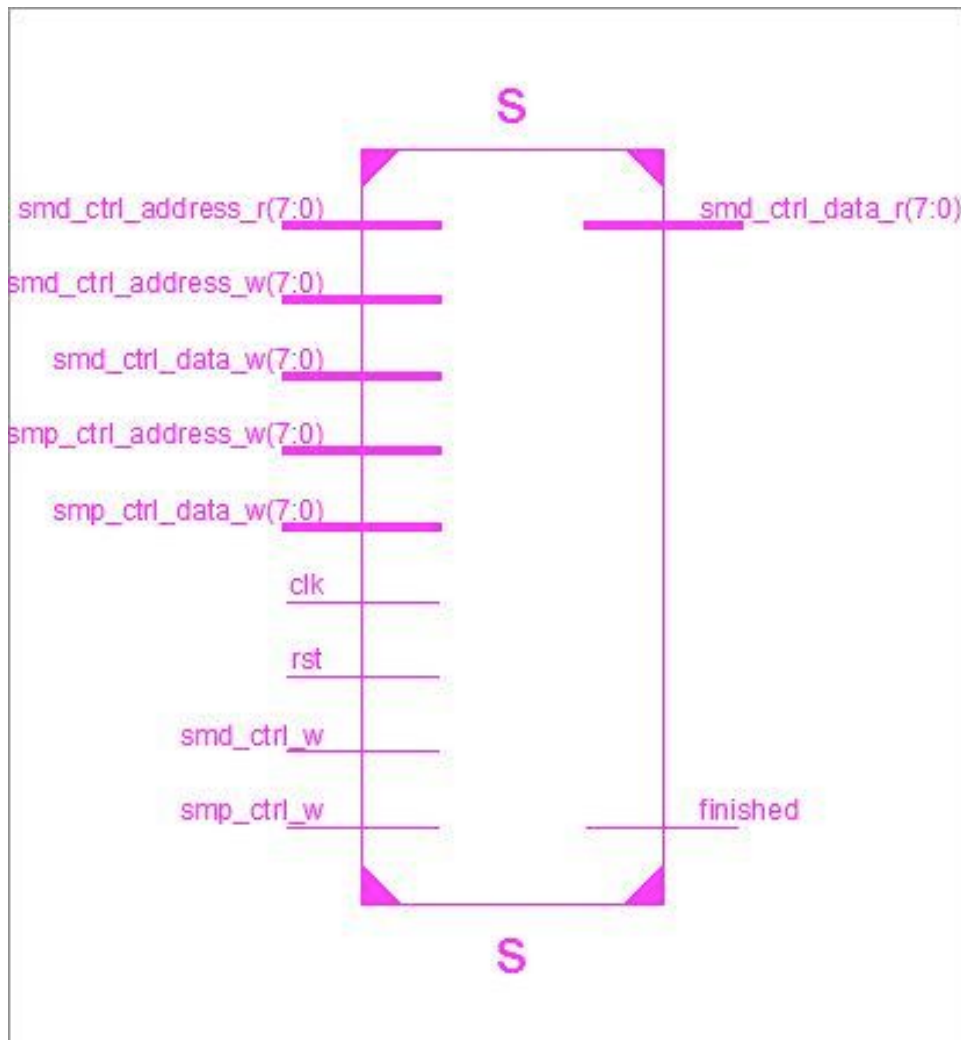 S
smd_ctrl_address_r(7:0) smd_ctrl_data_r(7:0)
smd_ctrl_address_w(7:0)
smd_ctrl_data_w(7:0)
smp_ctrl_address_w(7:0)
smp_ctrl_data_w(7:0)
clk
rst
smd_ctrl_w
smp_ctrl_w finished
S